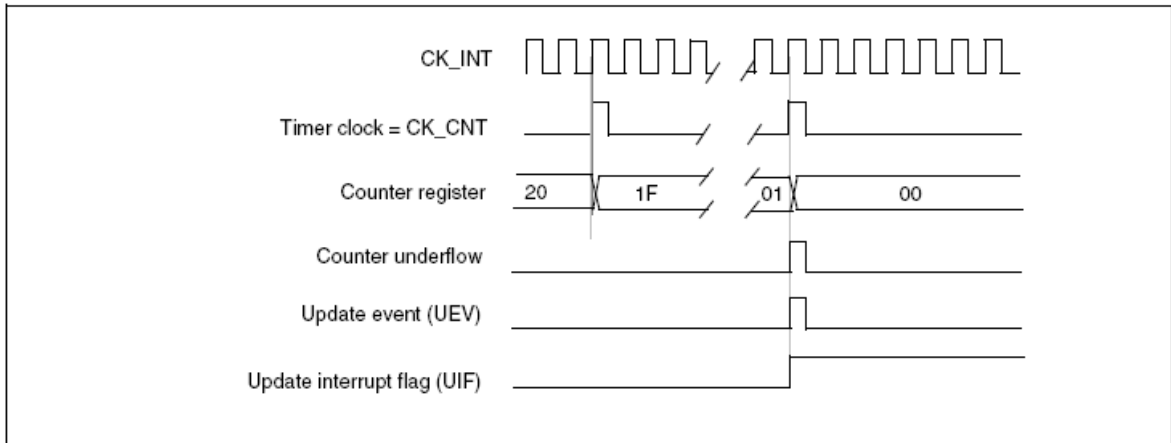 CK_INT
Timer clock = CK_CNT
Counter register 20 1F 01 00
Counter underflow
Update event (UEV)
Update interrupt flag (UIF)